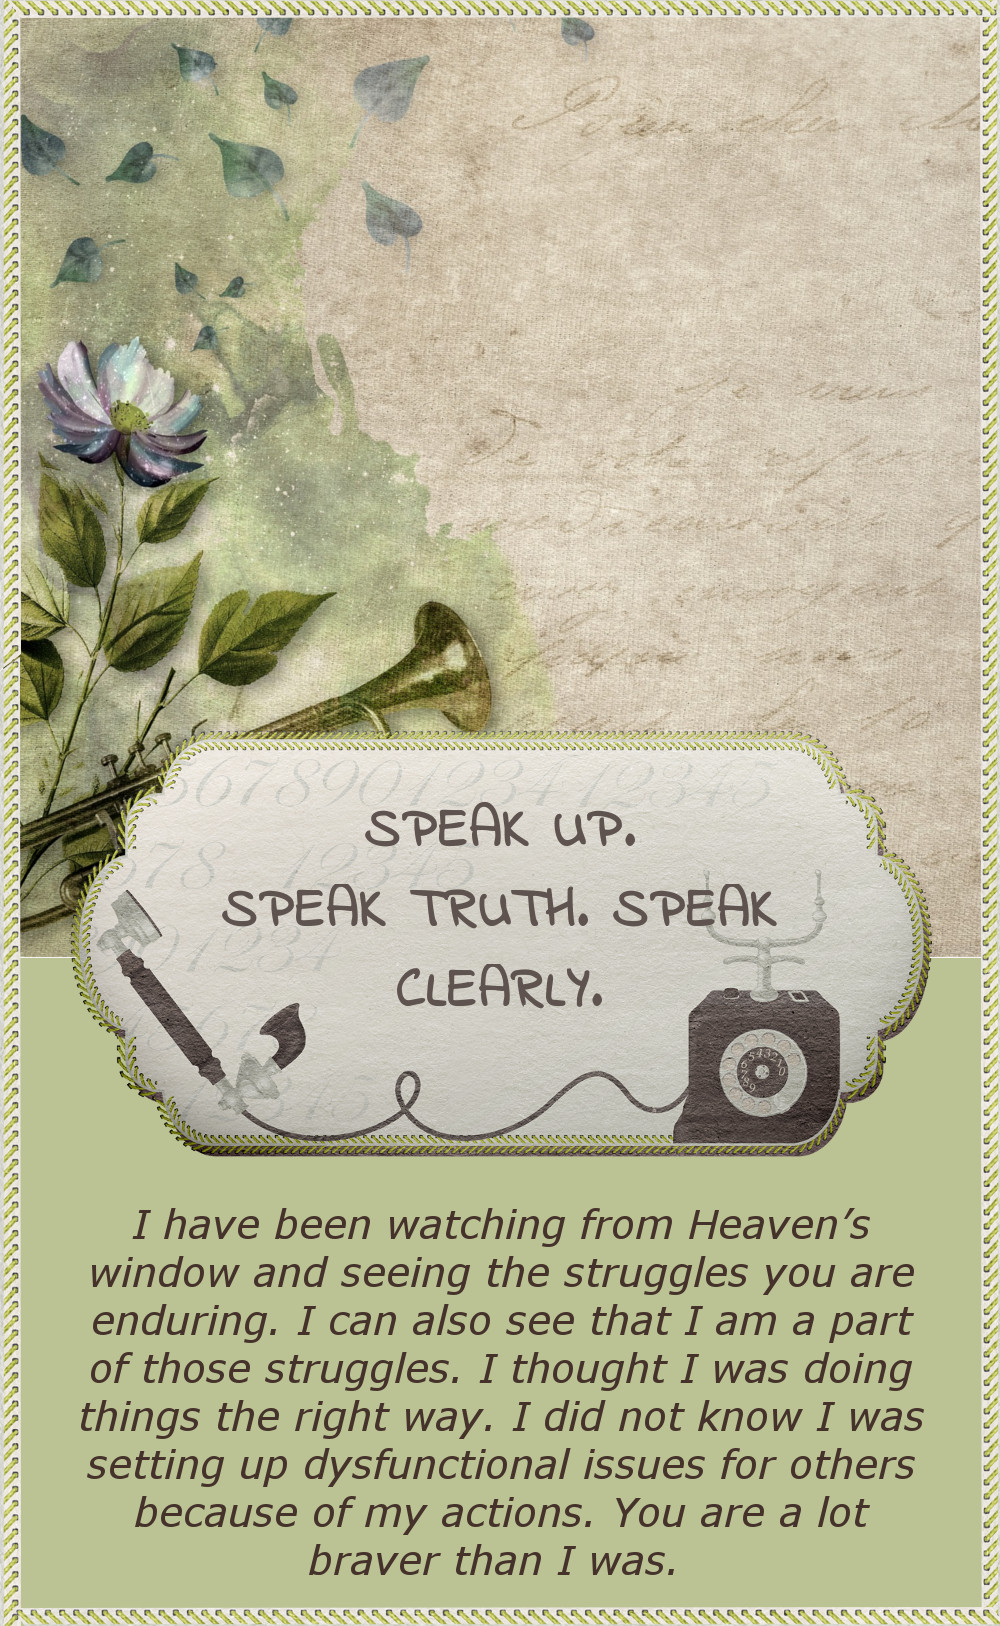 SPEAK UP.
SPEAK TRUTH. SPEAK
CLEARLY.
I have been watching from Heaven’s
window and seeing the struggles you are
enduring. I can also see that I am a part
of those struggles. I thought I was doing
things the right way. I did not know I was
setting up dysfunctional issues for others
because of my actions. You are a lot
braver than I was.